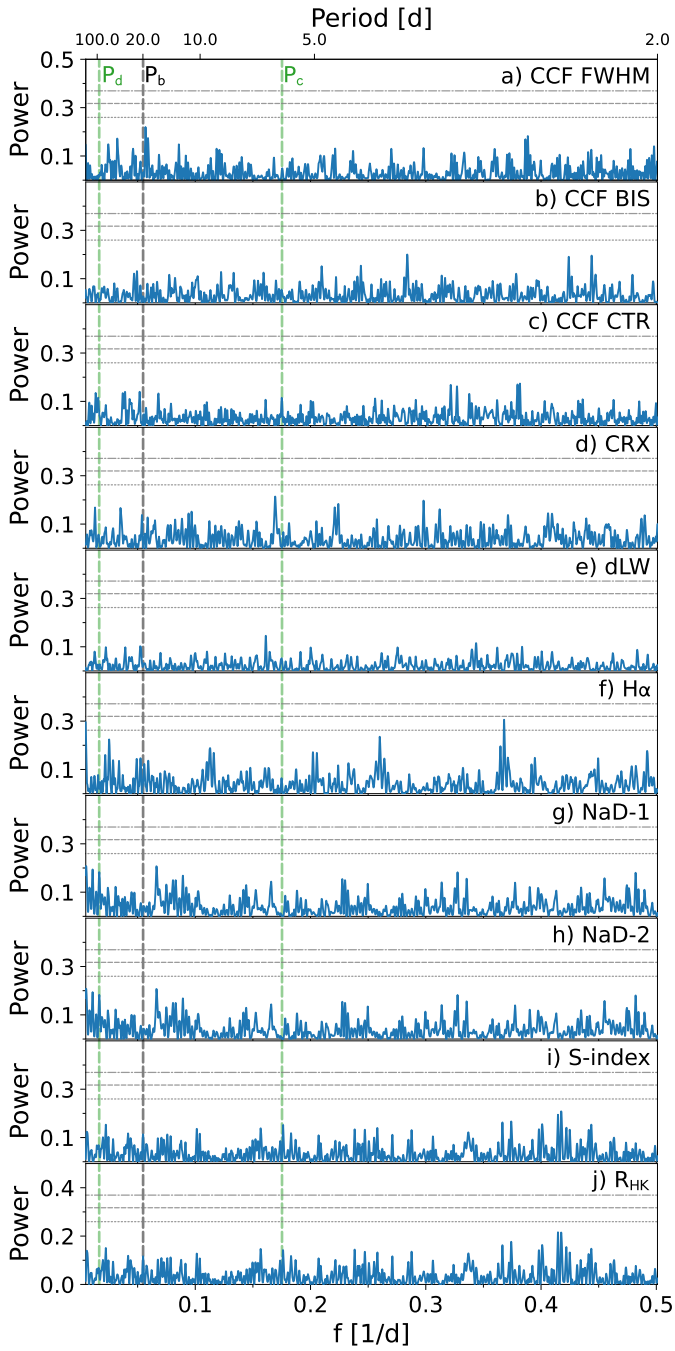 Period [d]
100.0 20.0 10.0 5.0 2.0
0.5
0.3
0.1
Power
P_d P_b P_c
a) CCF FWHM
0.3
0.1
Power
b) CCF BIS
0.3
0.1
Power
c) CCF CTR
0.3
0.1
Power
d) CRX
0.3
0.1
Power
e) dLW
0.3
0.1
Power
f) Hα
0.3
0.1
Power
g) NaD-1
0.3
0.1
Power
h) NaD-2
0.3
0.1
Power
i) S-index
0.4
0.2
0.0
Power
j) R_HK
0.1 0.2 0.3 0.4 0.5
f [1/d]